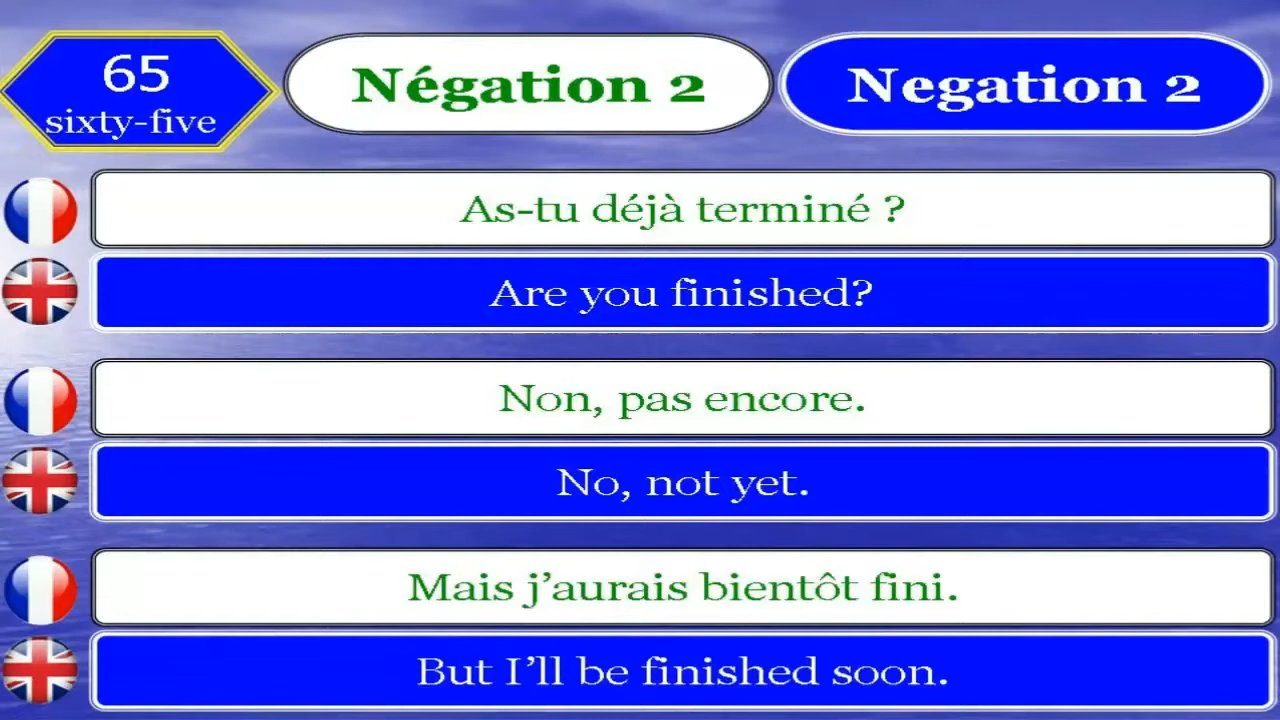 65
sixty-five
Négation 2
Negation 2
As-tu déjà terminé ?
Are you finished?
Non, pas encore.
No, not yet.
Mais j’aurais bientôt fini.
But I’ll be finished soon.